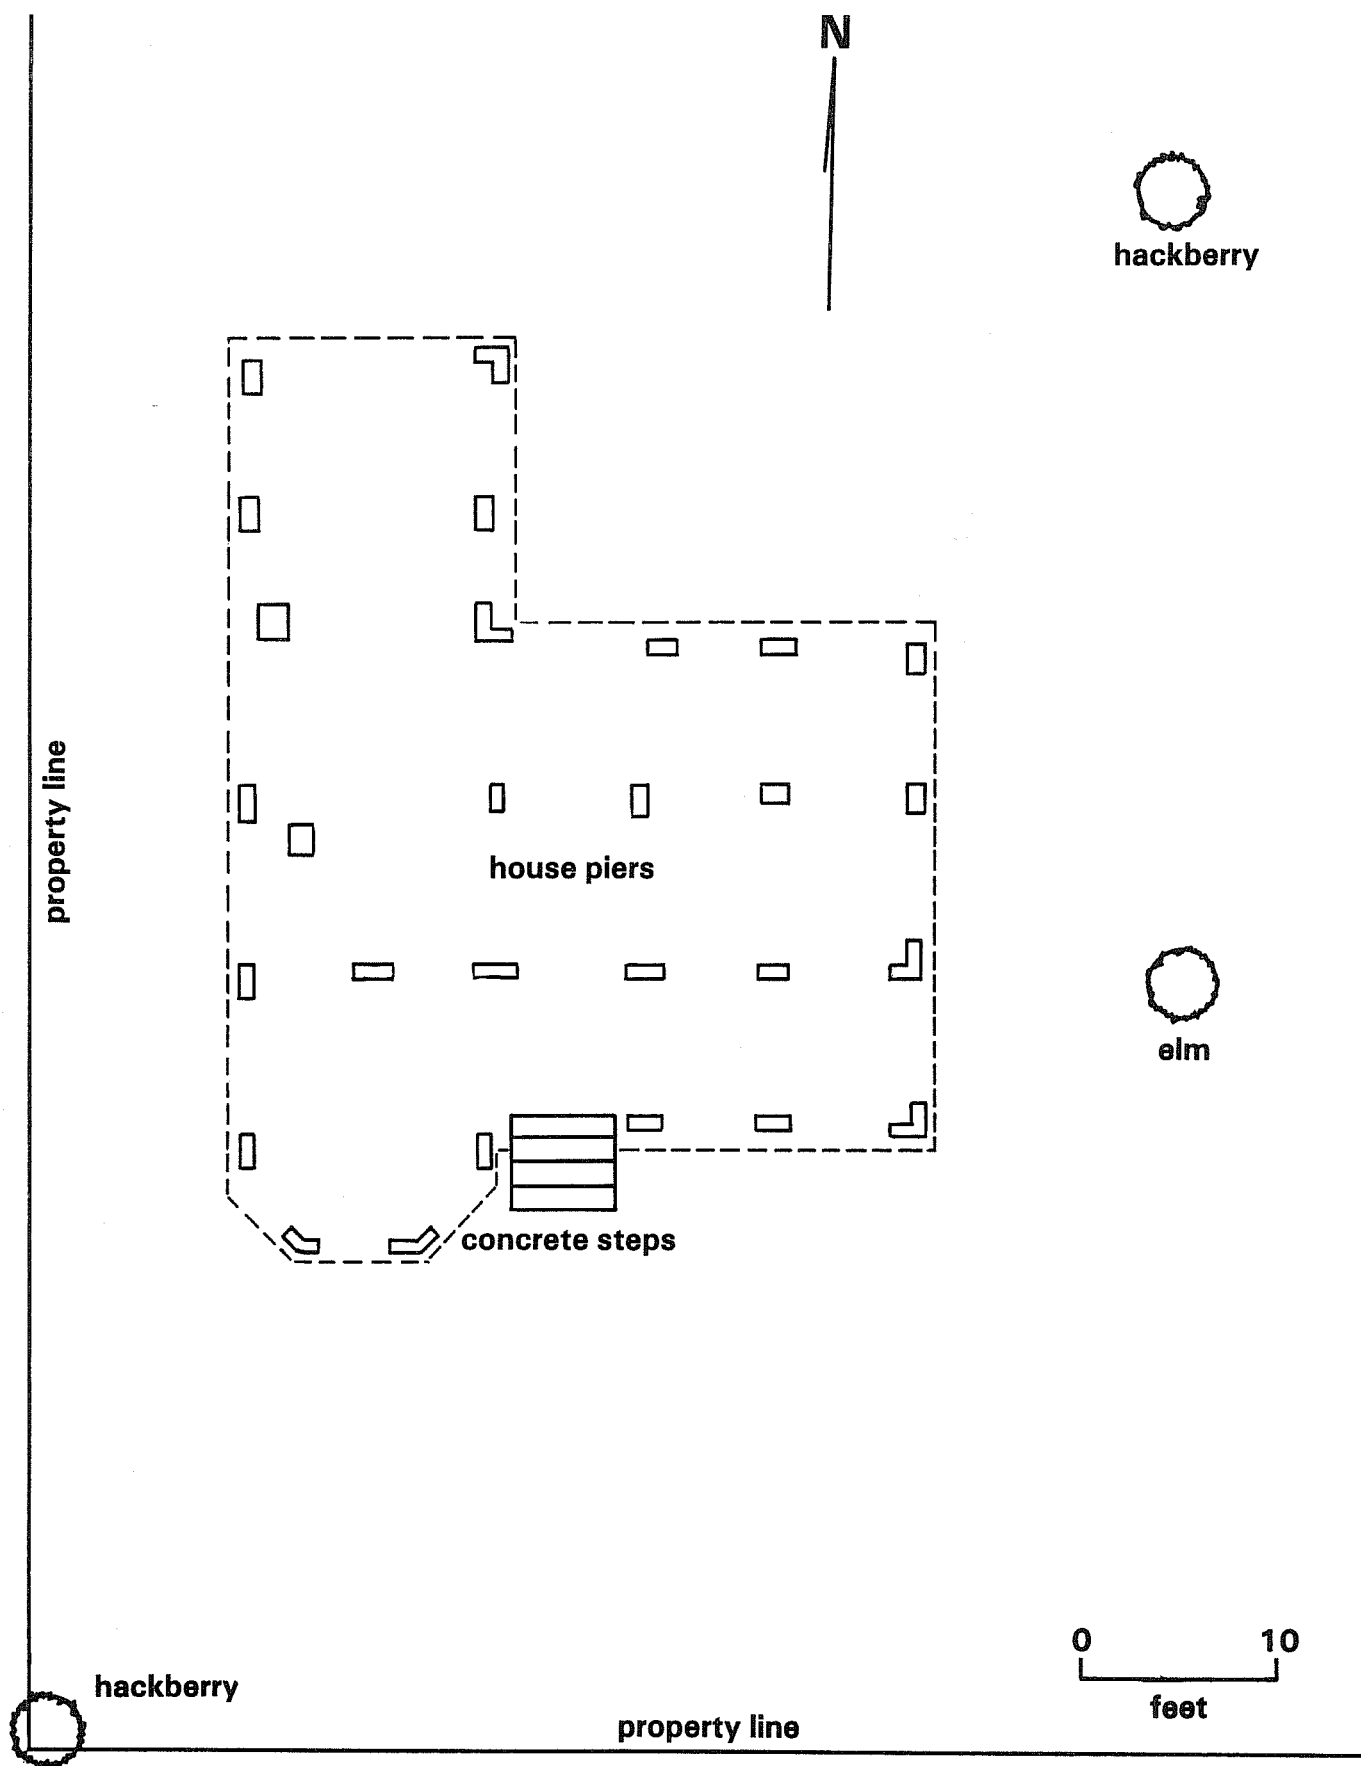 N
hackberry
property line
house piers
elm
concrete steps
0 10
feet
hackberry
property line